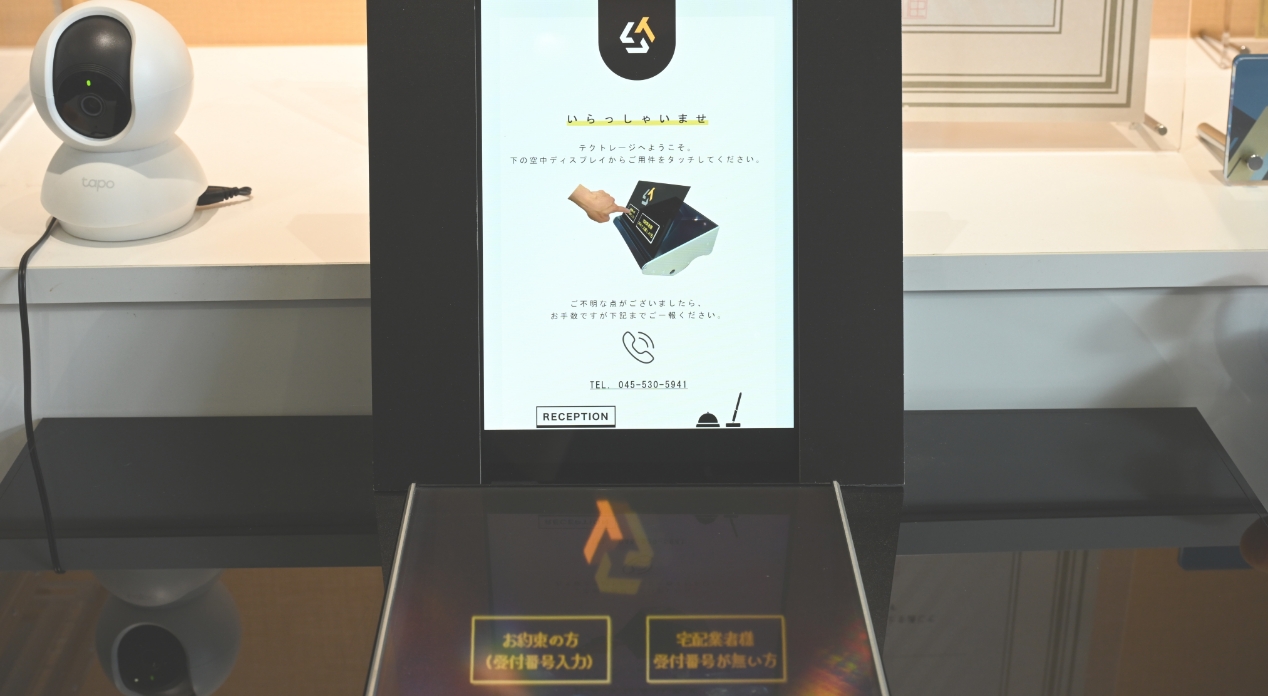 tapo
いらっしゃいませ
テクトレージへようこそ。
下の空中ディスプレイからご用件をタッチしてください。
ご不明な点がございましたら、
お手数ですが下記までご一報ください。
TEL. 045-530-5941
RECEPTION
お約束の方
(受付番号入力)
宅配業者様
受付番号が無い方